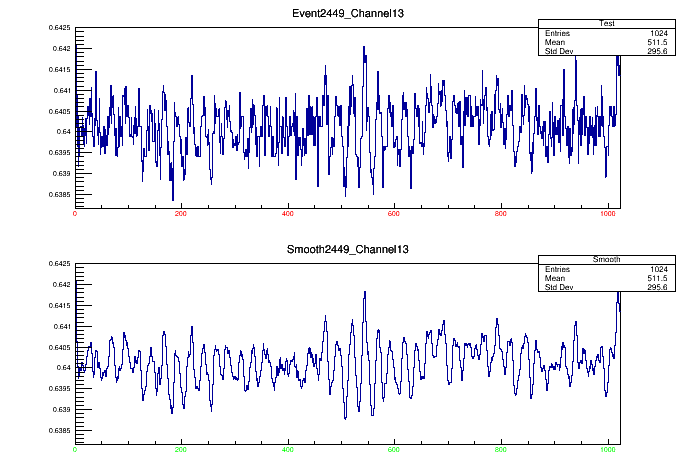 Event2449_Channel13
Test
Entries 1024
Mean 511.5
Std Dev 295.6
0.6425
0.642
0.6415
0.641
0.6405
0.64
0.6395
0.639
0.6385
0 200 400 600 800 1000
Smooth2449_Channel13
Smooth
Entries 1024
Mean 511.5
Std Dev 295.6
0.6425
0.642
0.6415
0.641
0.6405
0.64
0.6395
0.639
0.6385
0 200 400 600 800 1000